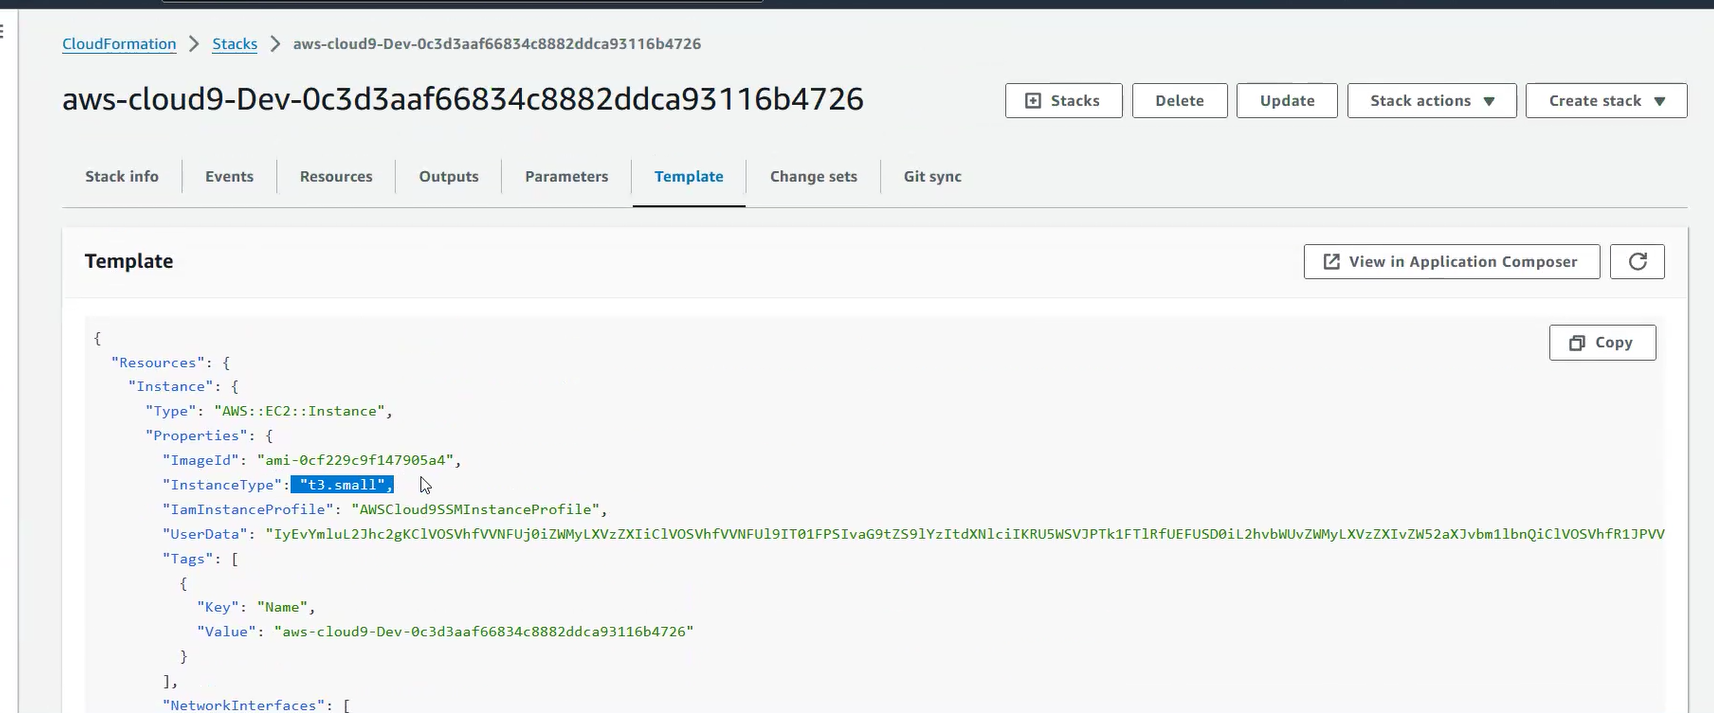 CloudFormation > Stacks > aws-cloud9-Dev-0c3d3aaf66834c8882ddca93116b4726
aws-cloud9-Dev-0c3d3aaf66834c8882ddca93116b4726
Stacks Delete Update Stack actions Create stack
Stack info Events Resources Outputs Parameters Template Change sets Git sync
Template
View in Application Composer
Copy
{
"Resources": {
"Instance": {
"Type": "AWS::EC2::Instance",
"Properties": {
"ImageId": "ami-0cf229c9f147905a4",
"InstanceType": "t3.small",
"IamInstanceProfile": "AWSCloud9SSMInstanceProfile",
"UserData": "IyEvYmluL2Jhc2gKClVOSVhfVVNFUj0iZWMyLXVzZXIiClVOSVhfVVNFUl9IT01FPSIvaG9tZS9lYzItdXNlciIKRU5WSVJPTk1FTlRfUEFUSD0iL2hvbWUvZWMyLXVzZXIvZW52aXJvbm1lbnQiClVOSVhfR1JPVV
"Tags": [
{
"Key": "Name",
"Value": "aws-cloud9-Dev-0c3d3aaf66834c8882ddca93116b4726"
}
],
"NetworkInterfaces": [